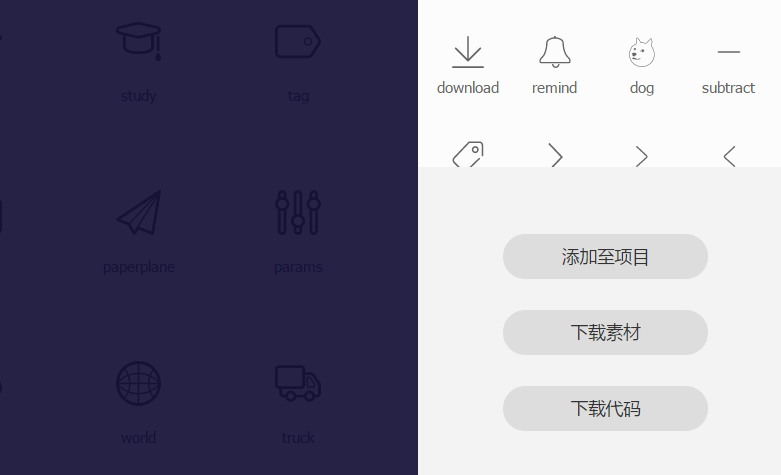 study
tag
paperplane
params
world
truck
download
remind
dog
subtract
添加至项目
下载素材
下载代码